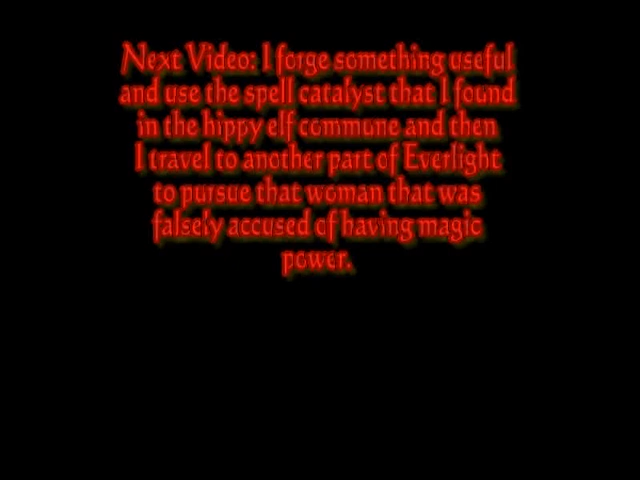 Next Video: I forge something useful
and use the spell catalyst that I found
in the hippy elf commune and then
I travel to another part of Everlight
to pursue that woman that was
falsely accused of having magic
power.